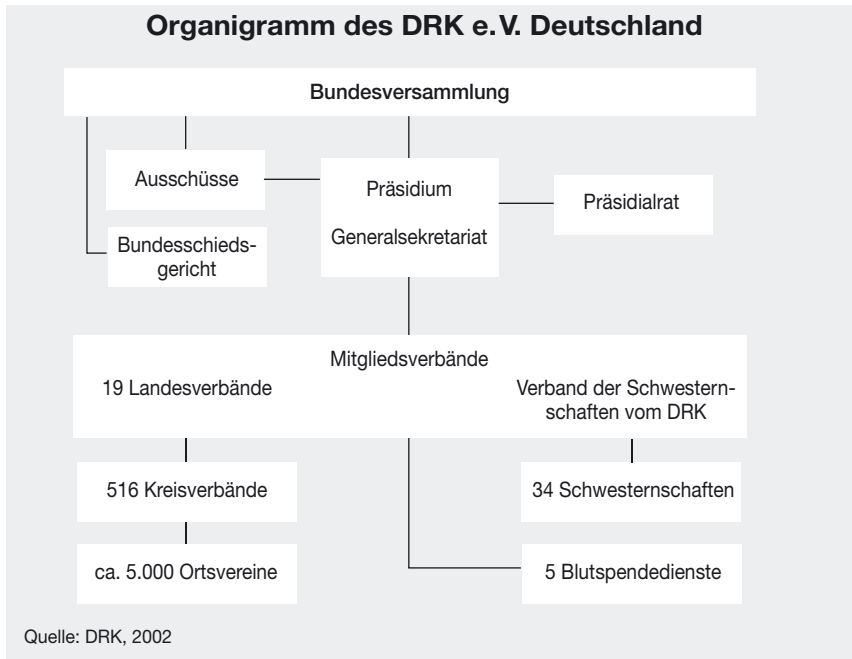 Organigramm des DRK e.V. Deutschland
Bundesversammlung
Ausschüsse
Präsidium
Generalsekretariat
Präsidialrat
Bundesschieds-
gericht
Mitgliedsverbände
19 Landesverbände
Verband der Schwestern-
schaften vom DRK
516 Kreisverbände
34 Schwesternschaften
ca. 5.000 Ortsvereine
5 Blutspendedienste
Quelle: DRK, 2002